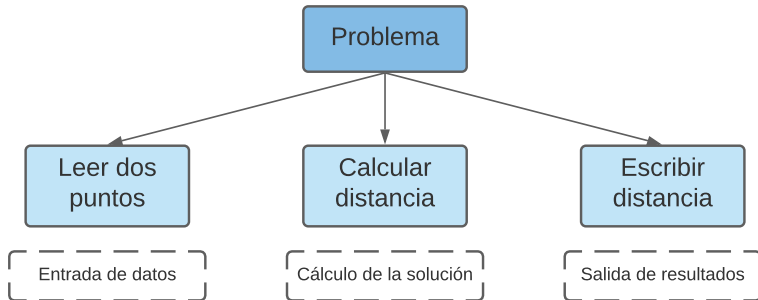 Problema
Leer dos
puntos
Calcular
distancia
Escribir
distancia
Entrada de datos
Cálculo de la solución
Salida de resultados